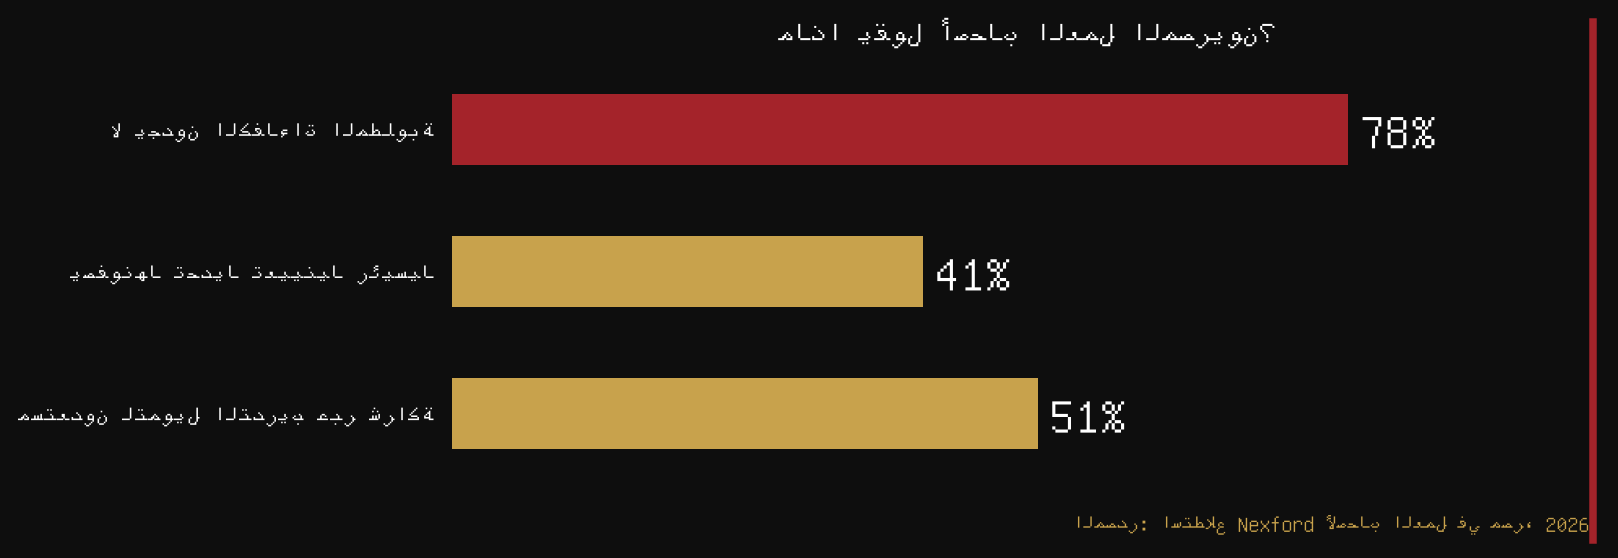 ماذا يقول أصحاب العمل المصريون؟
لا يجدون الكفاءات المطلوبة
78%
يصفونها تحديا تعيينيا رئيسيا
41%
مستعدون لتمويل التدريب عبر شراكة
51%
المصدر: استطلاع Nexford لأصحاب العمل في مصر، 2026